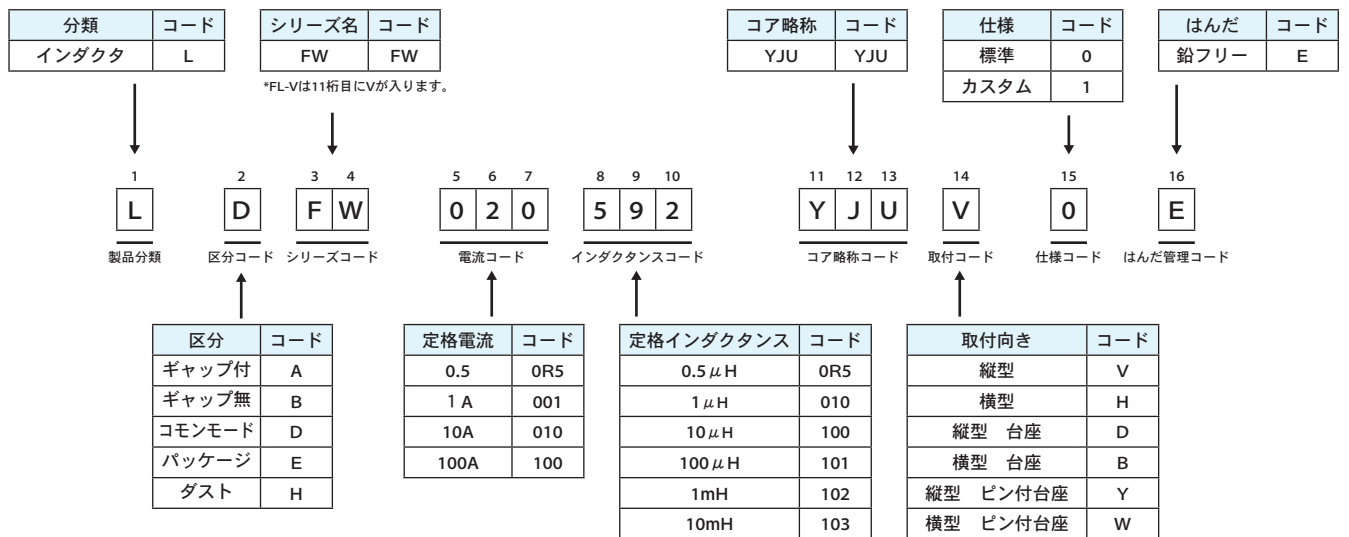 分類 コード
インダクタ L
シリーズ名 コード
FW FW
*FL-Vは11桁目にVが入ります。
コア略称 コード
YJU YJU
仕様 コード
標準 0
カスタム 1
はんだ コード
鉛フリー E
1 2 3 4 5 6 7 8 9 10 11 12 13 14 15 16
L D F W 0 2 0 5 9 2 Y J U V 0 E
製品分類 区分コード シリーズコード 電流コード インダクタンスコード コア略称コード 取付コード 仕様コード はんだ管理コード
区分 コード
ギャップ付 A
ギャップ無 B
コモンモード D
パッケージ E
ダスト H
定格電流 コード
0.5 0R5
1 A 001
10A 010
100A 100
定格インダクタンス コード
0.5μH 0R5
1μH 010
10μH 100
100μH 101
1mH 102
10mH 103
取付向き コード
縦型 V
横型 H
縦型 台座 D
横型 台座 B
縦型 ピン付台座 Y
横型 ピン付台座 W